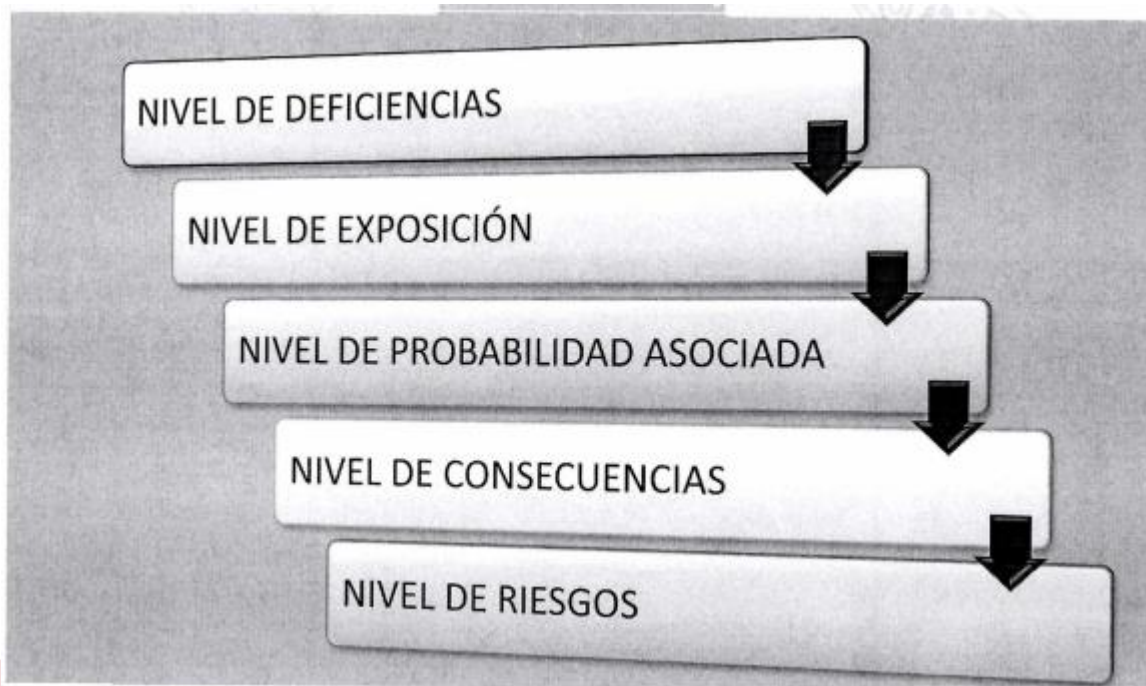 NIVEL DE DEFICIENCIAS
NIVEL DE EXPOSICIÓN
NIVEL DE PROBABILIDAD ASOCIADA
NIVEL DE CONSECUENCIAS
NIVEL DE RIESGOS